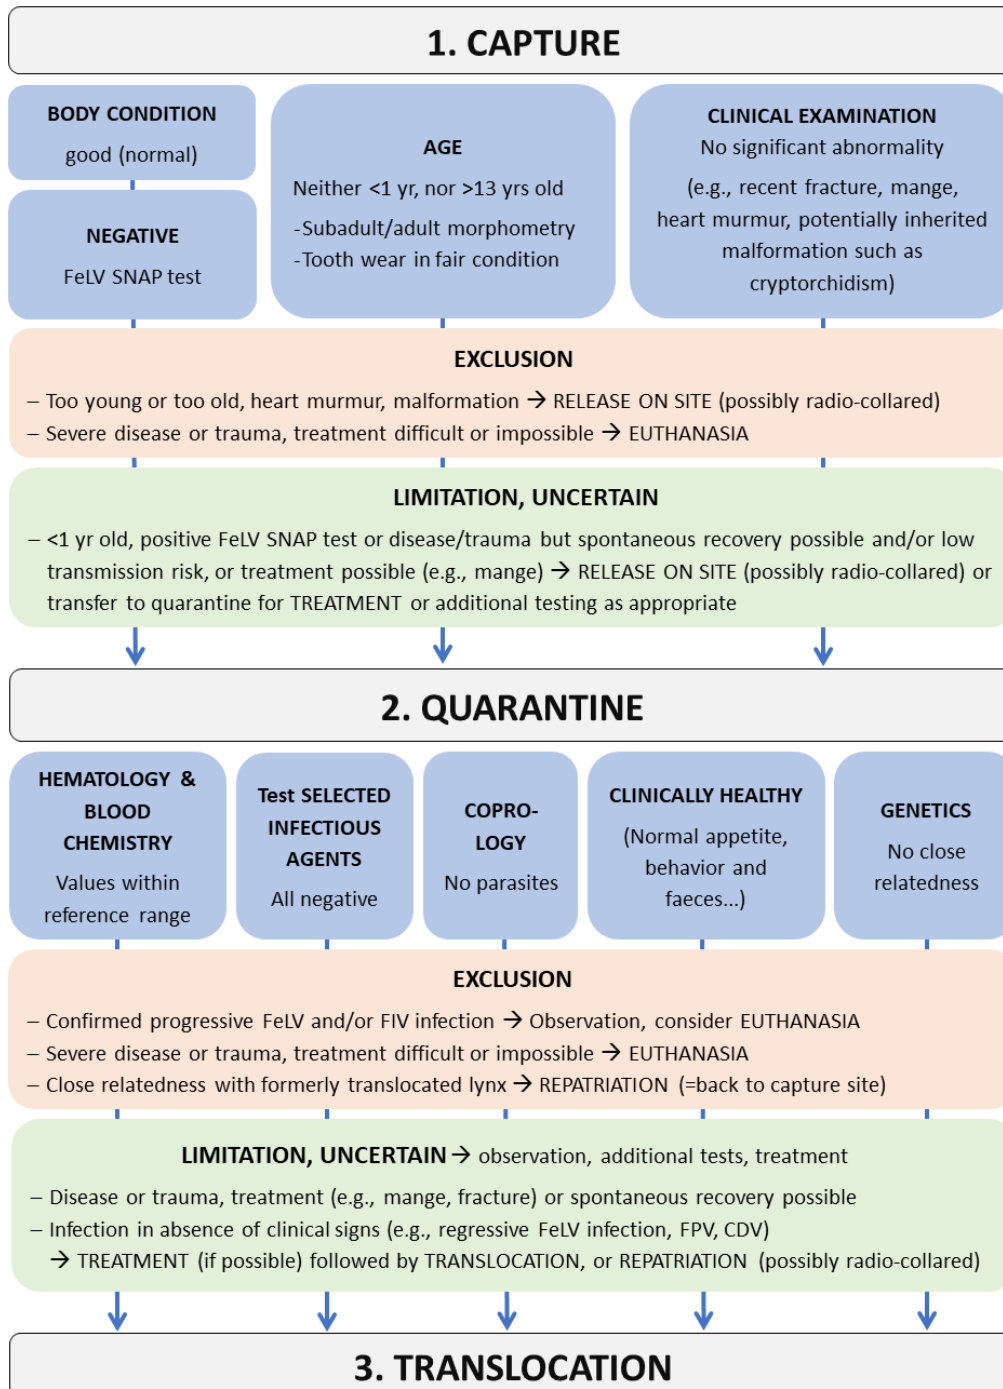 1. CAPTURE
BODY CONDITION
good (normal)
NEGATIVE
FeLV SNAP test
AGE
Neither <1 yr, nor >13 yrs old
-Subadult/adult morphometry
-Tooth wear in fair condition
CLINICAL EXAMINATION
No significant abnormality
(e.g., recent fracture, mange,
heart murmur, potentially inherited
malformation such as
cryptorchidism)
EXCLUSION
– Too young or too old, heart murmur, malformation → RELEASE ON SITE (possibly radio-collared)
– Severe disease or trauma, treatment difficult or impossible → EUTHANASIA
LIMITATION, UNCERTAIN
– <1 yr old, positive FeLV SNAP test or disease/trauma but spontaneous recovery possible and/or low
transmission risk, or treatment possible (e.g., mange) → RELEASE ON SITE (possibly radio-collared) or
transfer to quarantine for TREATMENT or additional testing as appropriate
2. QUARANTINE
HEMATOLOGY &
BLOOD
CHEMISTRY
Values within
reference range
Test SELECTED
INFECTIOUS
AGENTS
All negative
COPRO-
LOGY
No parasites
CLINICALLY HEALTHY
(Normal appetite,
behavior and
faeces...)
GENETICS
No close
relatedness
EXCLUSION
– Confirmed progressive FeLV and/or FIV infection → Observation, consider EUTHANASIA
– Severe disease or trauma, treatment difficult or impossible → EUTHANASIA
– Close relatedness with formerly translocated lynx → REPATRIATION (=back to capture site)
LIMITATION, UNCERTAIN → observation, additional tests, treatment
– Disease or trauma, treatment (e.g., mange, fracture) or spontaneous recovery possible
– Infection in absence of clinical signs (e.g., regressive FeLV infection, FPV, CDV)
→ TREATMENT (if possible) followed by TRANSLOCATION, or REPATRIATION (possibly radio-collared)
3. TRANSLOCATION